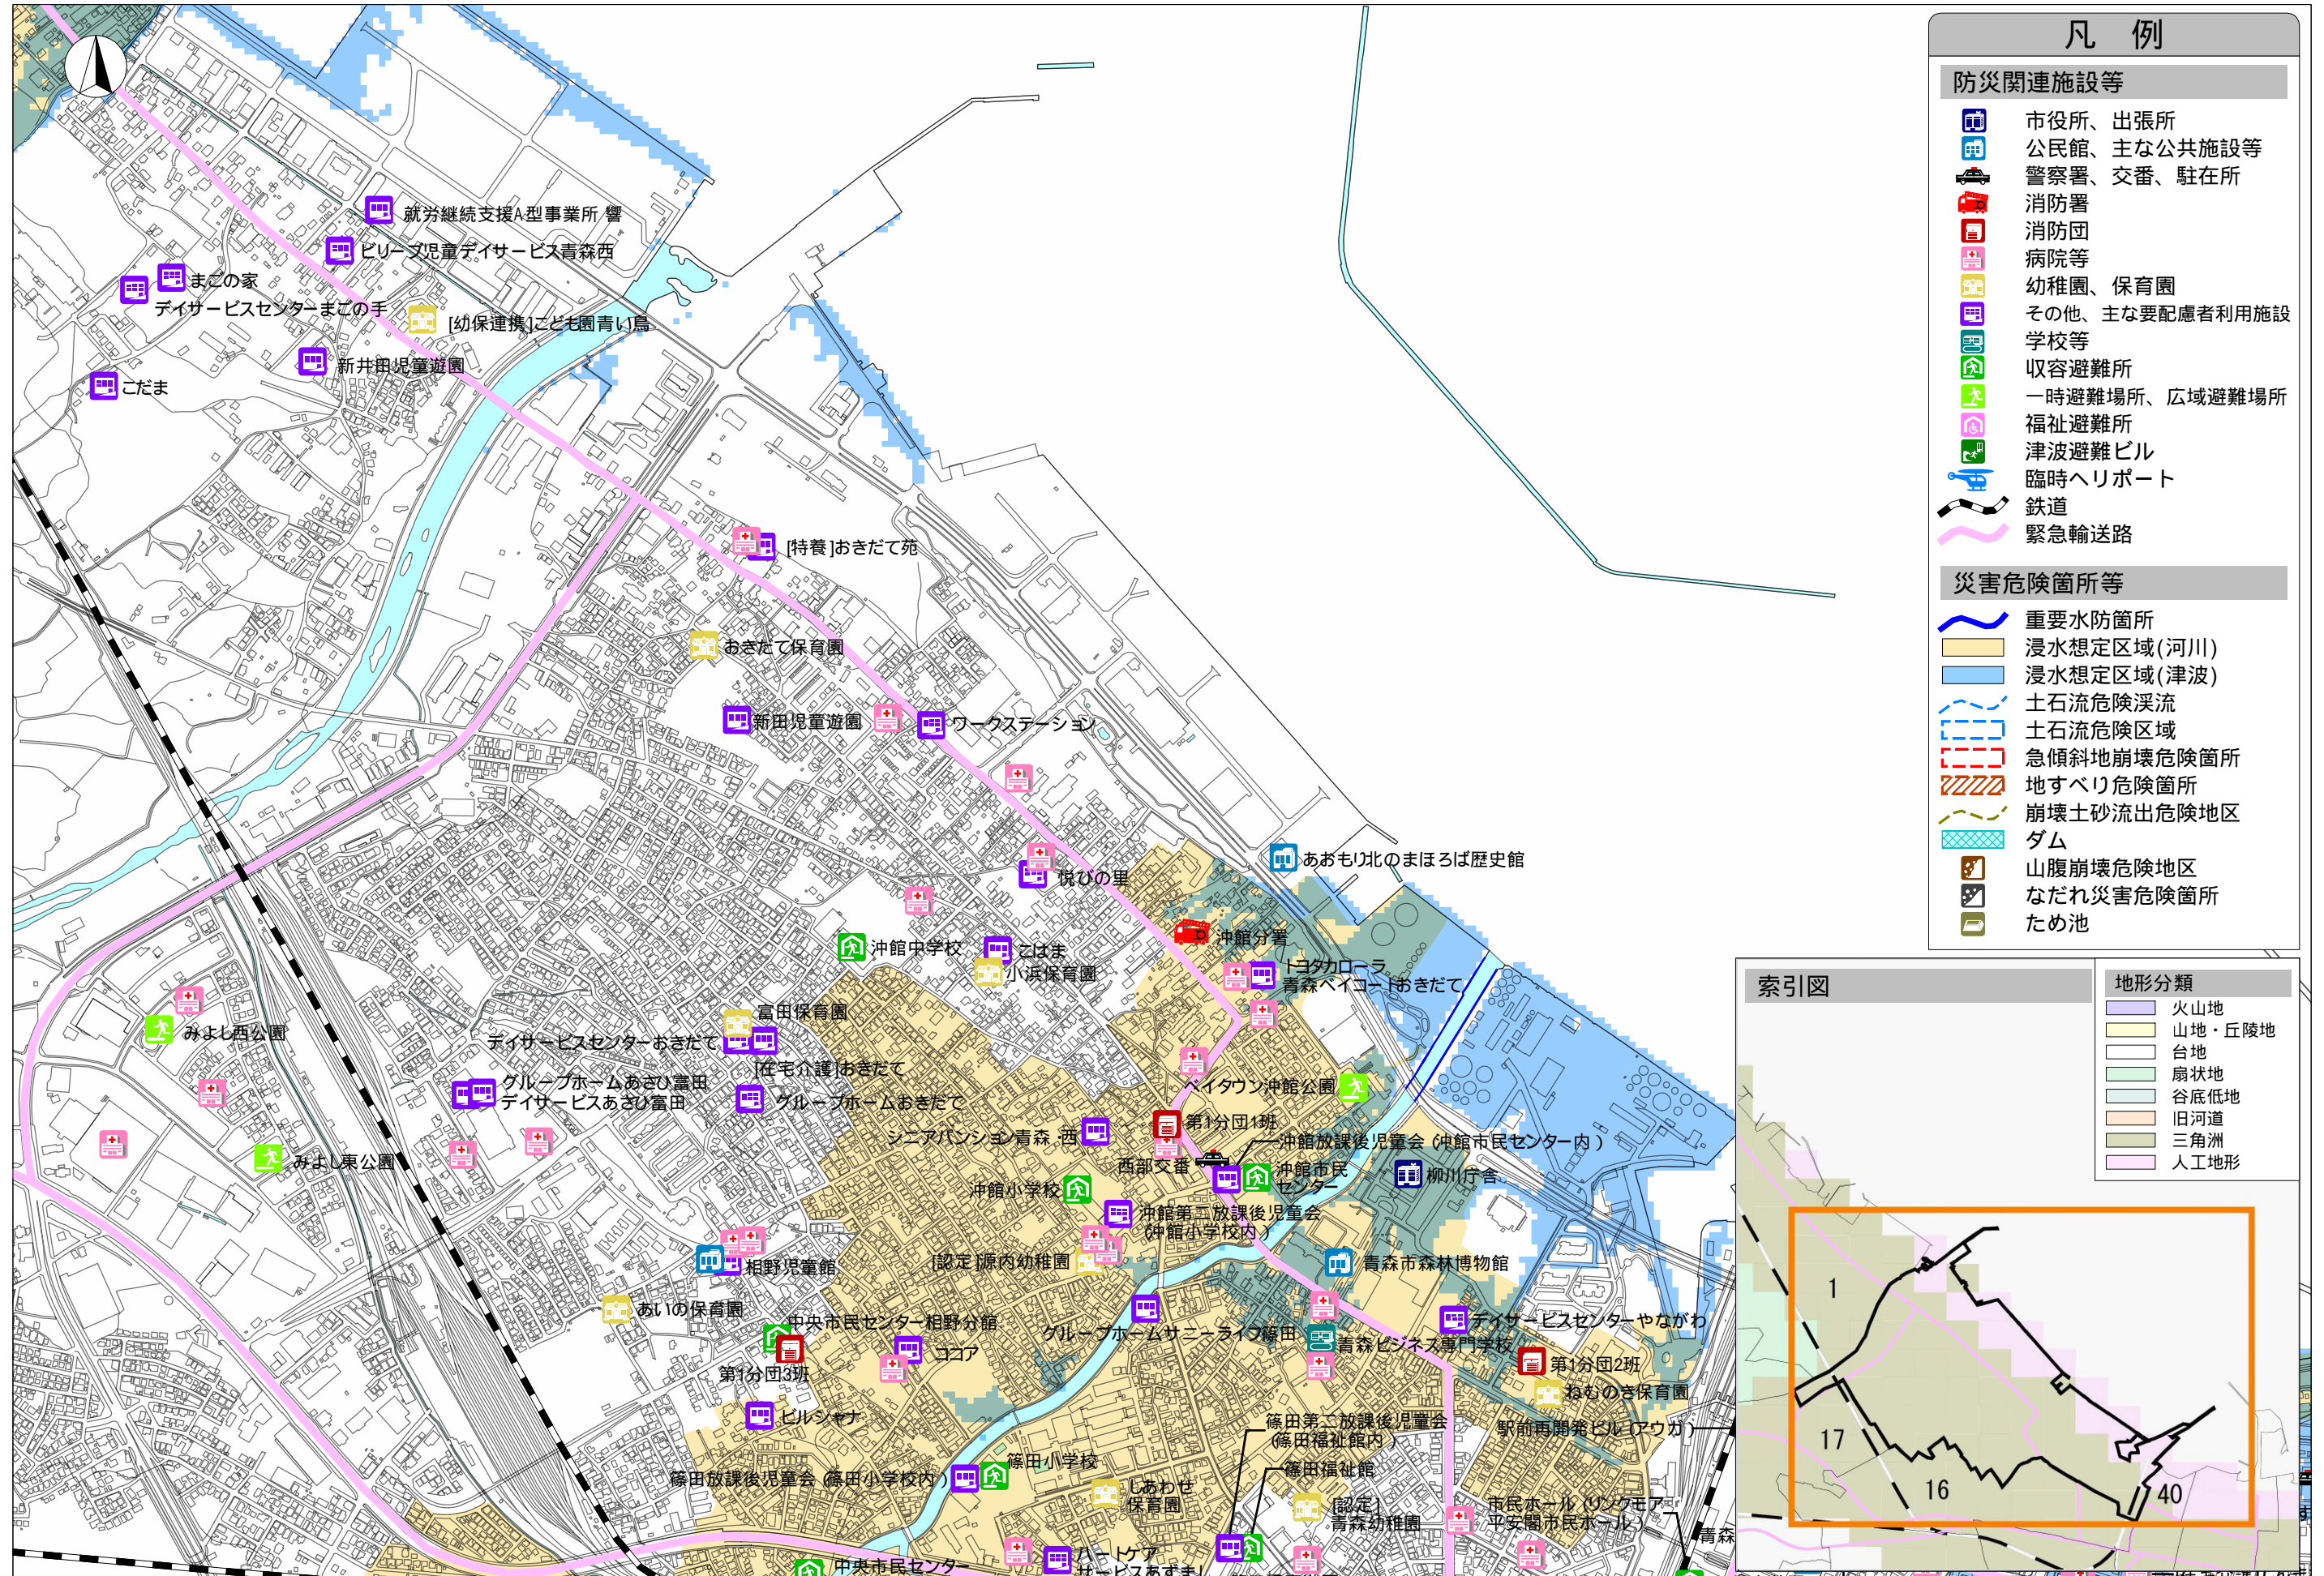 凡 例
防災関連施設等
市役所、出張所
公民館、主な公共施設等
警察署、交番、駐在所
消防署
消防団
病院等
幼稚園、保育園
その他、主な要配慮者利用施設
学校等
収容避難所
一時避難場所、広域避難場所
福祉避難所
津波避難ビル
臨時ヘリポート
鉄道
緊急輸送路
災害危険箇所等
重要水防箇所
浸水想定区域(河川)
浸水想定区域(津波)
土石流危険渓流
土石流危険区域
急傾斜地崩壊危険箇所
地すべり危険箇所
崩壊土砂流出危険地区
ダム
山腹崩壊危険地区
なだれ災害危険箇所
ため池
索引図
地形分類
火山地
山地・丘陵地
台地
扇状地
谷底低地
旧河道
三角洲
人工地形
1
17
16
40
就労継続支援A型事業所 響
ビリーブ児童デイサービス青森西
まごの家
デイサービスセンターまごの手
[幼保連携]こども園青い鳥
新井田児童遊園
こだま
[特養]おきだて苑
おきだて保育園
新田児童遊園
ワークステーション
あおもり北のまほろば歴史館
悦びの里
沖館分署
沖館中学校
こはま
小浜保育園
トヨタカローラ
青森ベイコートおきだて
富田保育園
みよし西公園
デイサービスセンターおきだて
[在宅介護]おきだて
グループホームあさひ富田
デイサービスあさひ富田
グループホームおきだて
ベイタウン沖館公園
シニアパンション青森・西
第1分団1班
沖館放課後児童会（沖館市民センター内）
みよし東公園
西部交番
沖館市民
センター
柳川庁舎
沖館小学校
沖館第二放課後児童会
（沖館小学校内）
[認定]源内幼稚園
青森市森林博物館
相野児童館
あいの保育園
中央市民センター相野分館
グループホームサニーライフ篠田
デイサービスセンターやながわ
青森ビジネス専門学校
ココア
第1分団3班
第1分団2班
ねむのき保育園
ビルシャナ
篠田第二放課後児童会
（篠田福祉館内）
駅前再開発ビル（アウガ）
篠田小学校
篠田福祉館
篠田放課後児童会（篠田小学校内）
しあわせ
保育園
[認定]
青森幼稚園
市民ホール（リンクモア
平安閣市民ホール）
青森
ハートケア
サービスあずまし
中央市民センター